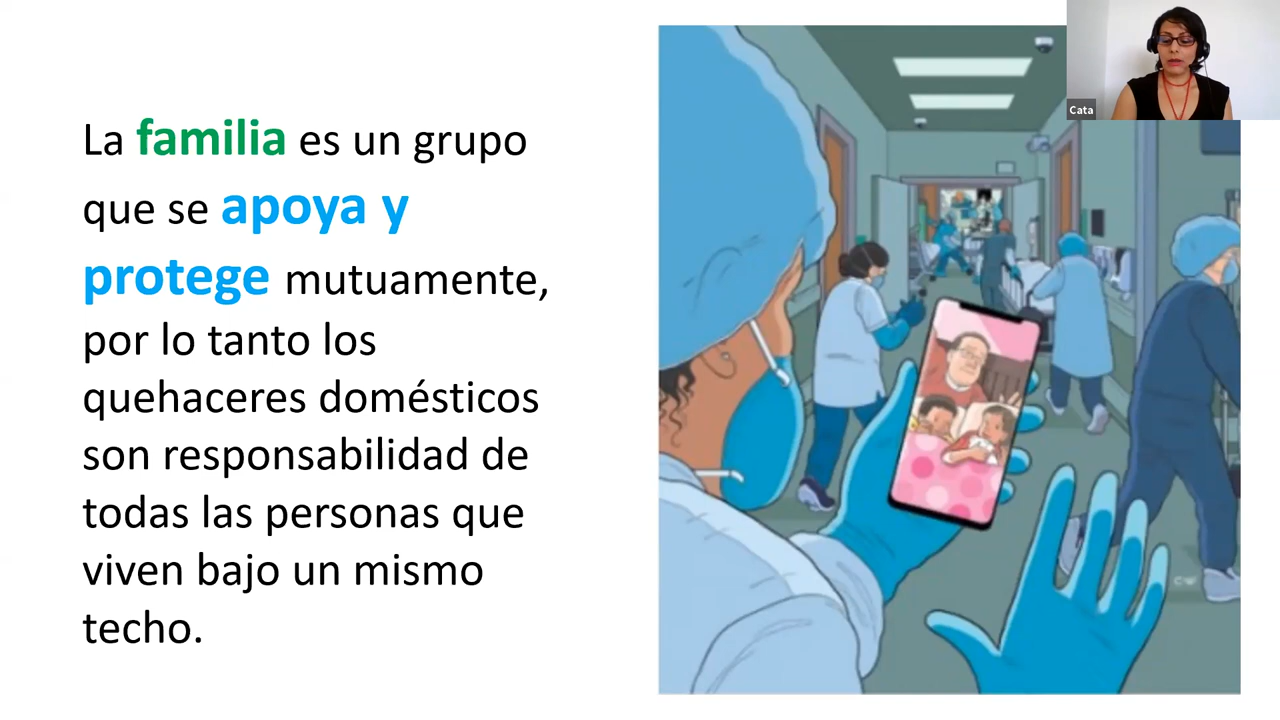 La familia es un grupo
que se apoya y
protege mutuamente,
por lo tanto los
quehaceres domésticos
son responsabilidad de
todas las personas que
viven bajo un mismo
techo.
Cata